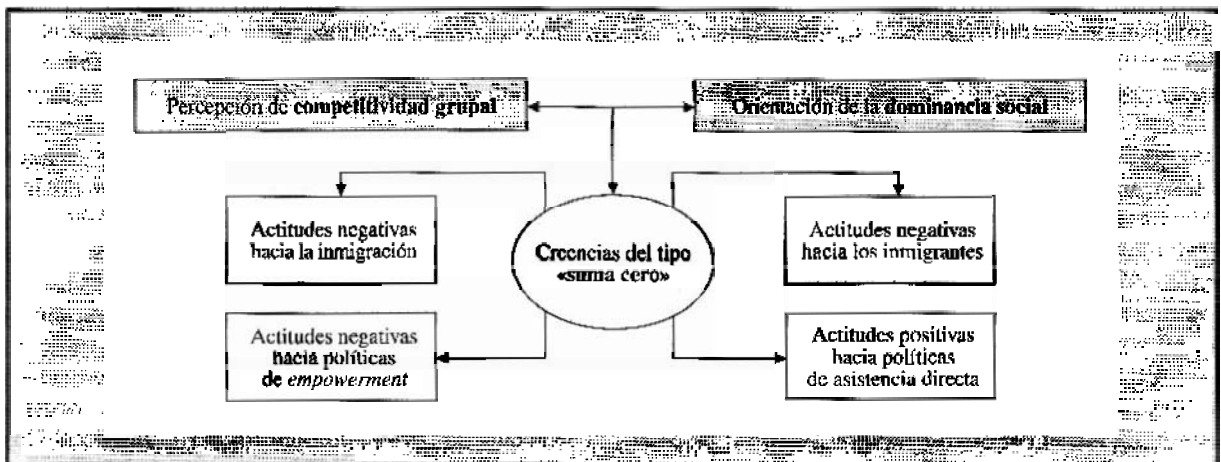 Percepción de competitividad grupal
Orientación de la dominancia social
Actitudes negativas
hacia la inmigración
Creencias del tipo
«suma cero»
Actitudes negativas
hacia los inmigrantes
Actitudes negativas
hacia políticas
de empowerment
Actitudes positivas
hacia políticas
de asistencia directa